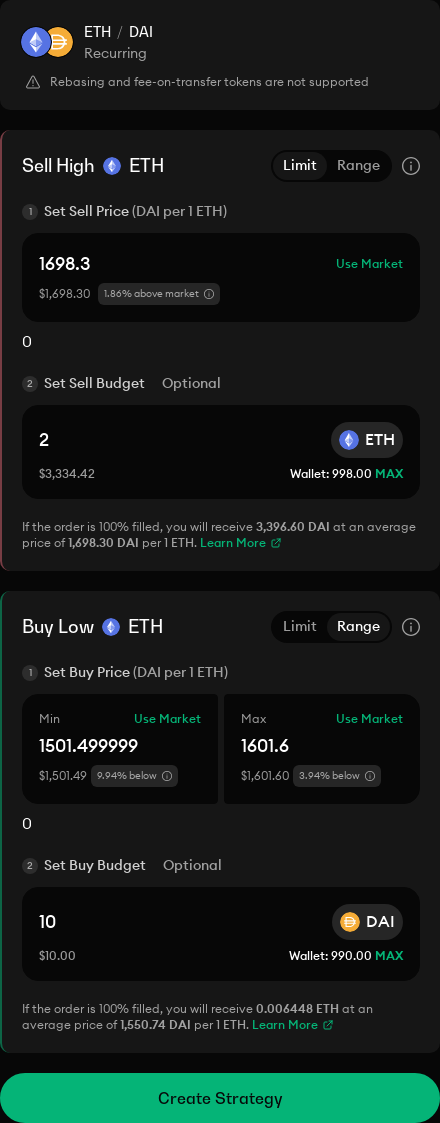 ETH / DAI
Recurring
Rebasing and fee-on-transfer tokens are not supported
Sell High ETH Limit Range
1 Set Sell Price (DAI per 1 ETH)
1698.3 Use Market
$1,698.30 1.86% above market
0
2 Set Sell Budget Optional
2 ETH
$3,334.42 Wallet: 998.00 MAX
If the order is 100% filled, you will receive 3,396.60 DAI at an average
price of 1,698.30 DAI per 1 ETH. Learn More
Buy Low ETH Limit Range
1 Set Buy Price (DAI per 1 ETH)
Min Use Market Max Use Market
1501.499999 1601.6
$1,501.49 9.94% below $1,601.60 3.94% below
0
2 Set Buy Budget Optional
10 DAI
$10.00 Wallet: 990.00 MAX
If the order is 100% filled, you will receive 0.006448 ETH at an
average price of 1,550.74 DAI per 1 ETH. Learn More
Create Strategy